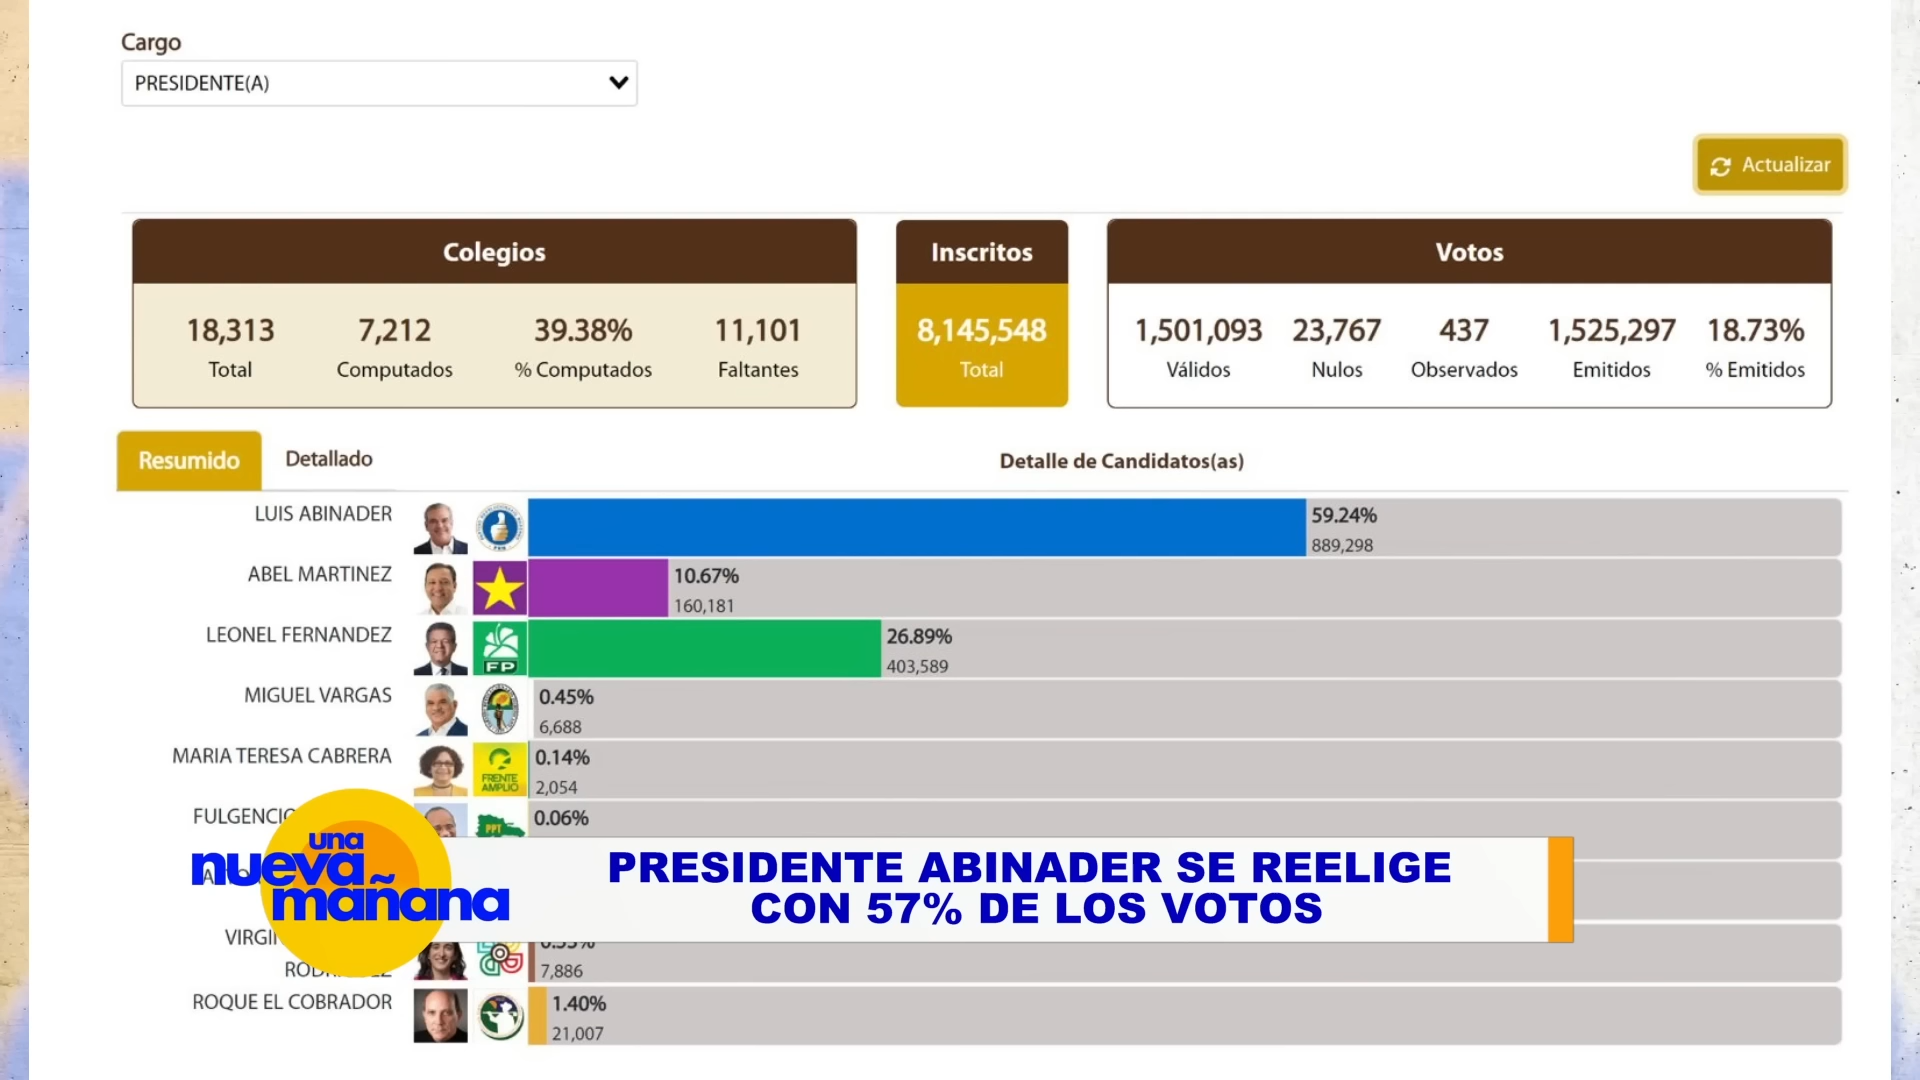 Cargo
PRESIDENTE(A)
Actualizar
Colegios
18,313 7,212 39.38% 11,101
Total Computados % Computados Faltantes
Inscritos
8,145,548
Total
Votos
1,501,093 23,767 437 1,525,297 18.73%
Válidos Nulos Observados Emitidos % Emitidos
Resumido Detallado
Detalle de Candidatos(as)
LUIS ABINADER 59.24%
889,298
ABEL MARTINEZ 10.67%
160,181
LEONEL FERNANDEZ FP 26.89%
403,589
MIGUEL VARGAS 0.45%
6,688
MARIA TERESA CABRERA FRENTE AMPLIO 0.14%
2,054
FULGENCIO PPT 0.06%
una
nueva
mañana
PRESIDENTE ABINADER SE REELIGE
CON 57% DE LOS VOTOS
7,886
ROQUE EL COBRADOR 1.40%
21,007